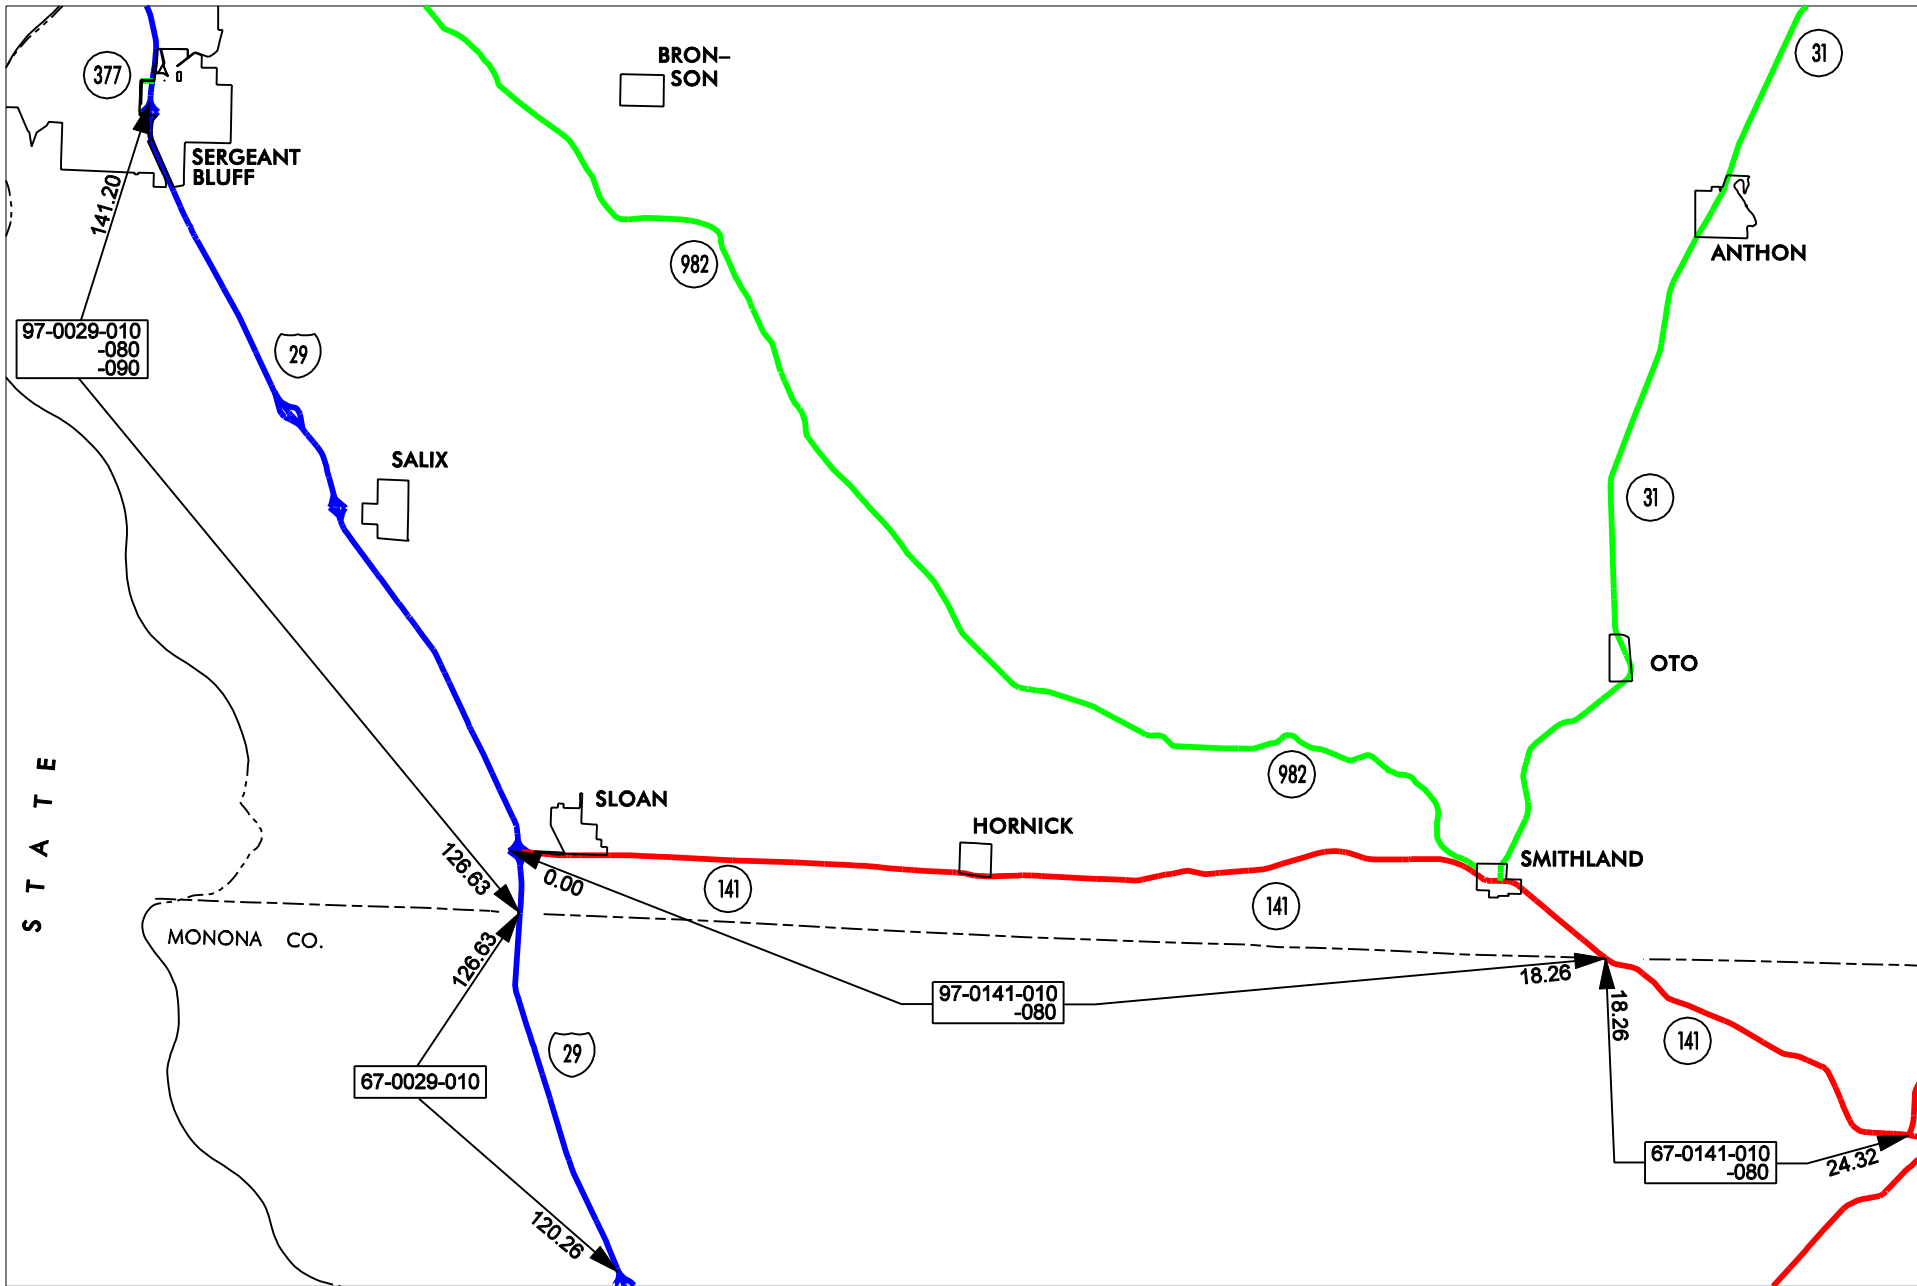 BRON–
SON
377
31
SERGEANT
BLUFF
141.20
982
ANTHON
97-0029-010
-080
-090
29
SALIX
31
OTO
STATE
982
SLOAN
HORNICK
SMITHLAND
126.63
0.00
141
141
MONONA CO.
126.63
97-0141-010
-080
18.26
18.26
29
141
67-0029-010
67-0141-010
-080
24.32
120.26